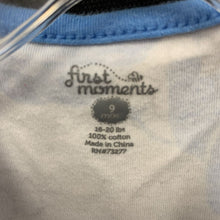 first
moments
9
mos
16-20 lbs
100% cotton
Made in China
RN#73277